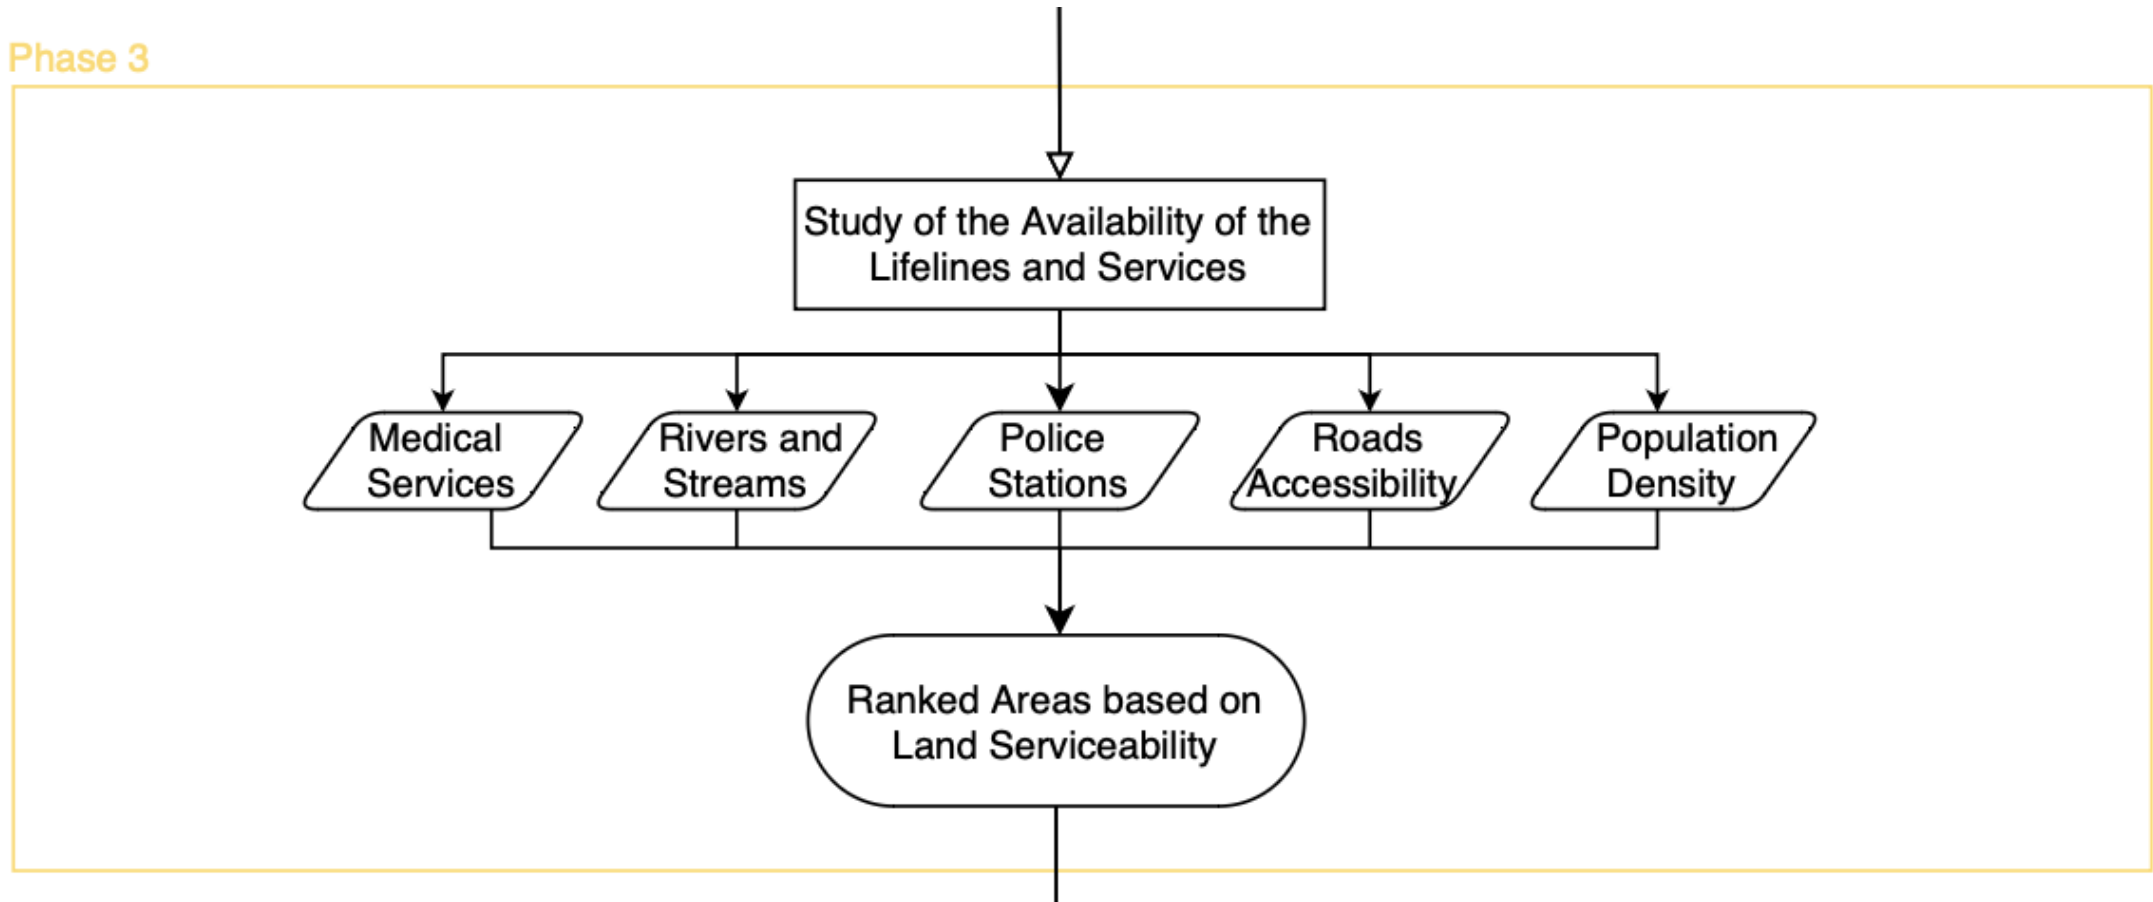 Phase 3
Study of the Availability of the
Lifelines and Services
Medical
Services
Rivers and
Streams
Police
Stations
Roads
Accessibility
Population
Density
Ranked Areas based on
Land Serviceability